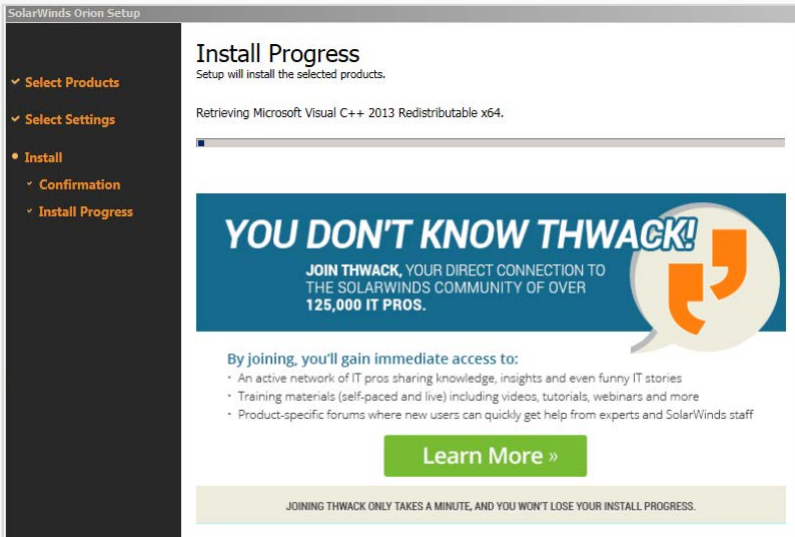 SolarWinds Orion Setup
Select Products
Select Settings
Install
Confirmation
Install Progress
Install Progress
Setup will install the selected products.
Retrieving Microsoft Visual C++ 2013 Redistributable x64.
YOU DON'T KNOW THWACK!
JOIN THWACK, YOUR DIRECT CONNECTION TO
THE SOLARWINDS COMMUNITY OF OVER
125,000 IT PROS.
By joining, you'll gain immediate access to:
· An active network of IT pros sharing knowledge, insights and even funny IT stories
· Training materials (self-paced and live) including videos, tutorials, webinars and more
· Product-specific forums where new users can quickly get help from experts and SolarWinds staff
Learn More »
JOINING THWACK ONLY TAKES A MINUTE, AND YOU WON'T LOSE YOUR INSTALL PROGRESS.